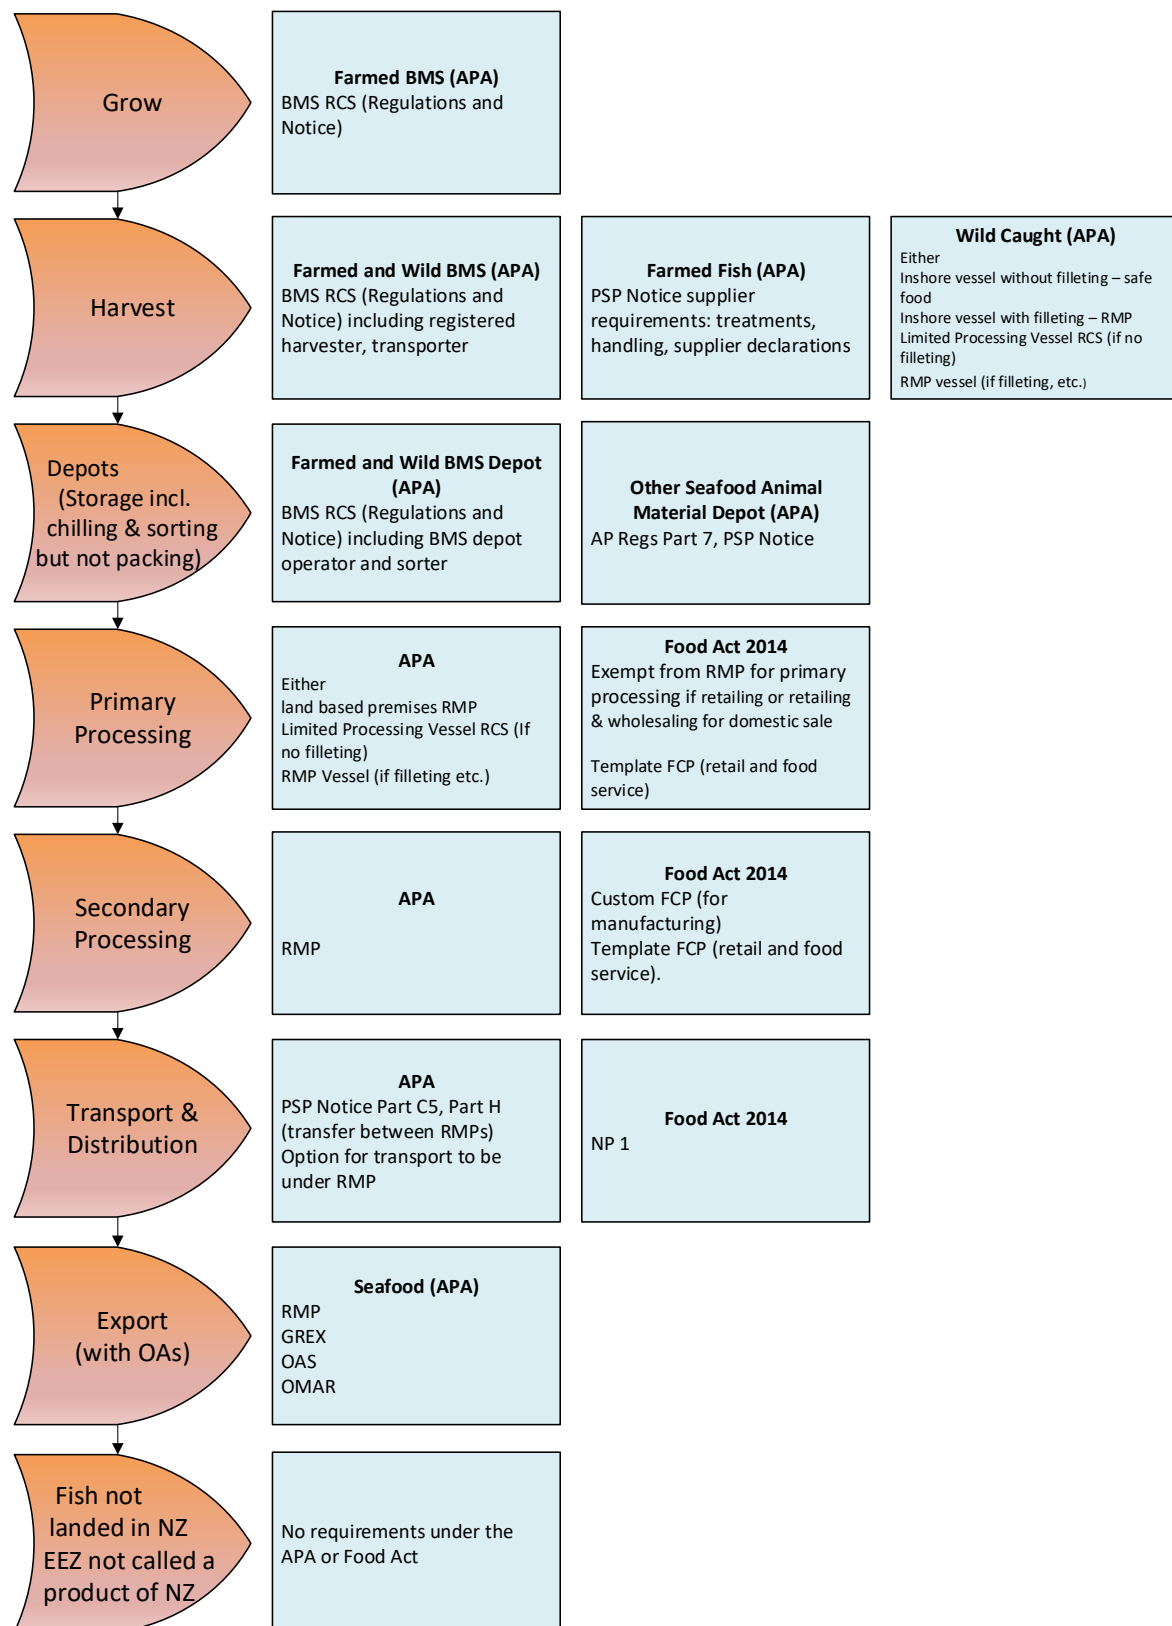 Grow
Farmed BMS (APA)
BMS RCS (Regulations and
Notice)
Harvest
Farmed and Wild BMS (APA)
BMS RCS (Regulations and
Notice) including registered
harvester, transporter
Farmed Fish (APA)
PSP Notice supplier
requirements: treatments,
handling, supplier declarations
Wild Caught (APA)
Either
Inshore vessel without filleting – safe
food
Inshore vessel with filleting – RMP
Limited Processing Vessel RCS (if no
filleting)
RMP vessel (if filleting, etc.)
Depots
(Storage incl.
chilling & sorting
but not packing)
Farmed and Wild BMS Depot
(APA)
BMS RCS (Regulations and
Notice) including BMS depot
operator and sorter
Other Seafood Animal
Material Depot (APA)
AP Regs Part 7, PSP Notice
Primary
Processing
APA
Either
land based premises RMP
Limited Processing Vessel RCS (If
no filleting)
RMP Vessel (if filleting etc.)
Food Act 2014
Exempt from RMP for primary
processing if retailing or retailing
& wholesaling for domestic sale
Template FCP (retail and food
service)
Secondary
Processing
APA
RMP
Food Act 2014
Custom FCP (for
manufacturing)
Template FCP (retail and food
service).
Transport &
Distribution
APA
PSP Notice Part C5, Part H
(transfer between RMPs)
Option for transport to be
under RMP
Food Act 2014
NP 1
Export
(with OAs)
Seafood (APA)
RMP
GREX
OAS
OMAR
Fish not
landed in NZ
EEZ not called a
product of NZ
No requirements under the
APA or Food Act